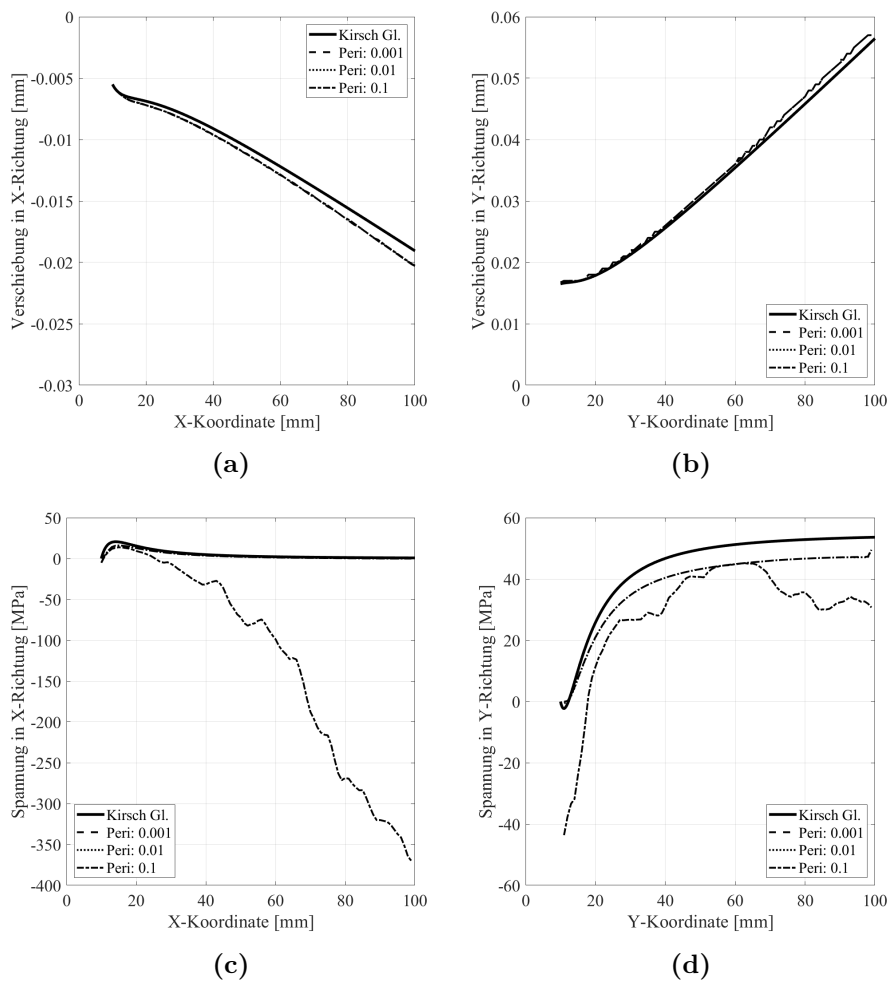 0
-0.005
-0.01
-0.015
-0.02
-0.025
-0.03
Verschiebung in X-Richtung [mm]
Kirsch Gl.
Peri: 0.001
Peri: 0.01
Peri: 0.1
0 20 40 60 80 100
X-Koordinate [mm]
(a)
0.06
0.05
0.04
0.03
0.02
0.01
0
Verschiebung in Y-Richtung [mm]
Kirsch Gl.
Peri: 0.001
Peri: 0.01
Peri: 0.1
0 20 40 60 80 100
Y-Koordinate [mm]
(b)
50
0
-50
-100
-150
-200
-250
-300
-350
-400
Spannung in X-Richtung [MPa]
Kirsch Gl.
Peri: 0.001
Peri: 0.01
Peri: 0.1
0 20 40 60 80 100
X-Koordinate [mm]
(c)
60
40
20
0
-20
-40
-60
Spannung in Y-Richtung [MPa]
Kirsch Gl.
Peri: 0.001
Peri: 0.01
Peri: 0.1
0 20 40 60 80 100
Y-Koordinate [mm]
(d)